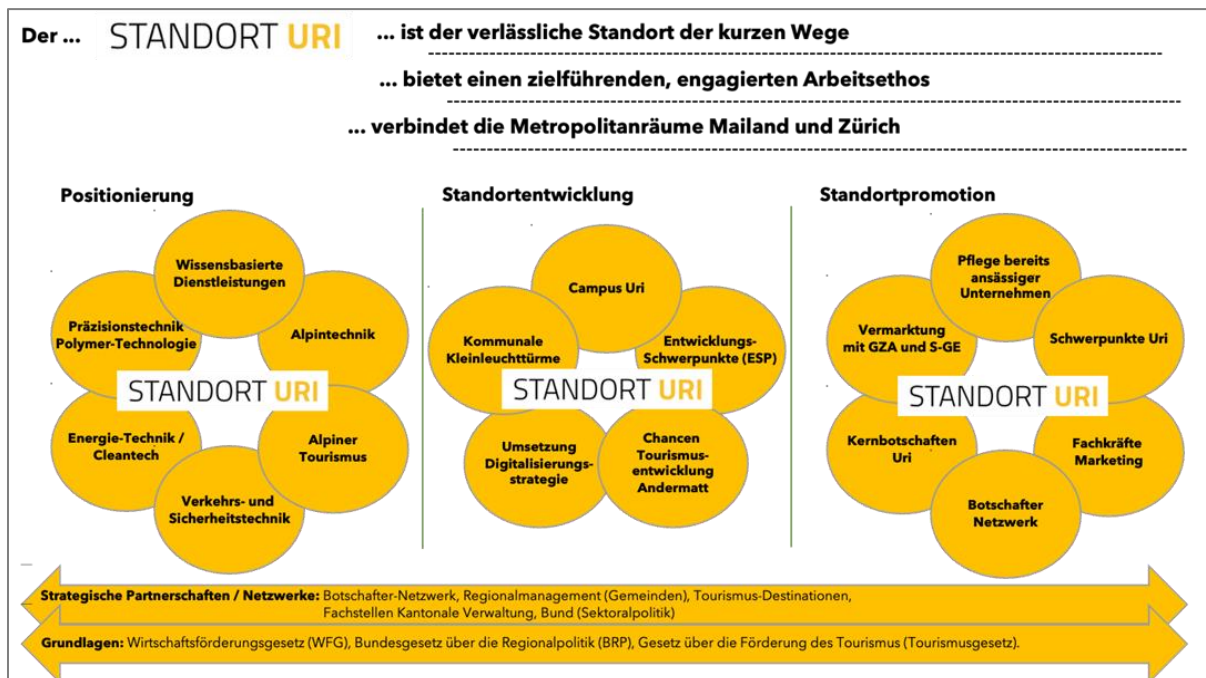 Der ... STANDORT URI ... ist der verlässliche Standort der kurzen Wege
... bietet einen zielführenden, engagierten Arbeitsethos
... verbindet die Metropolitanräume Mailand und Zürich
Positionierung
Wissensbasierte
Dienstleistungen
Präzisionstechnik
Polymer-Technologie
Alpintechnik
STANDORT URI
Energie-Technik /
Cleantech
Alpiner
Tourismus
Verkehrs- und
Sicherheitstechnik
Standortentwicklung
Campus Uri
Kommunale
Kleinleuchttürme
Entwicklungs-
Schwerpunkte (ESP)
STANDORT URI
Umsetzung
Digitalisierungs-
strategie
Chancen
Tourismus-
entwicklung
Andermatt
Standortpromotion
Pflege bereits
ansässiger
Unternehmen
Vermarktung
mit GZA und S-GE
Schwerpunkte Uri
STANDORT URI
Kernbotschaften
Uri
Fachkräfte
Marketing
Botschafter
Netzwerk
Strategische Partnerschaften / Netzwerke: Botschafter-Netzwerk, Regionalmanagement (Gemeinden), Tourismus-Destinationen,
Fachstellen Kantonale Verwaltung, Bund (Sektoralpolitik)
Grundlagen: Wirtschaftsförderungsgesetz (WFG), Bundesgesetz über die Regionalpolitik (BRP), Gesetz über die Förderung des Tourismus (Tourismusgesetz).